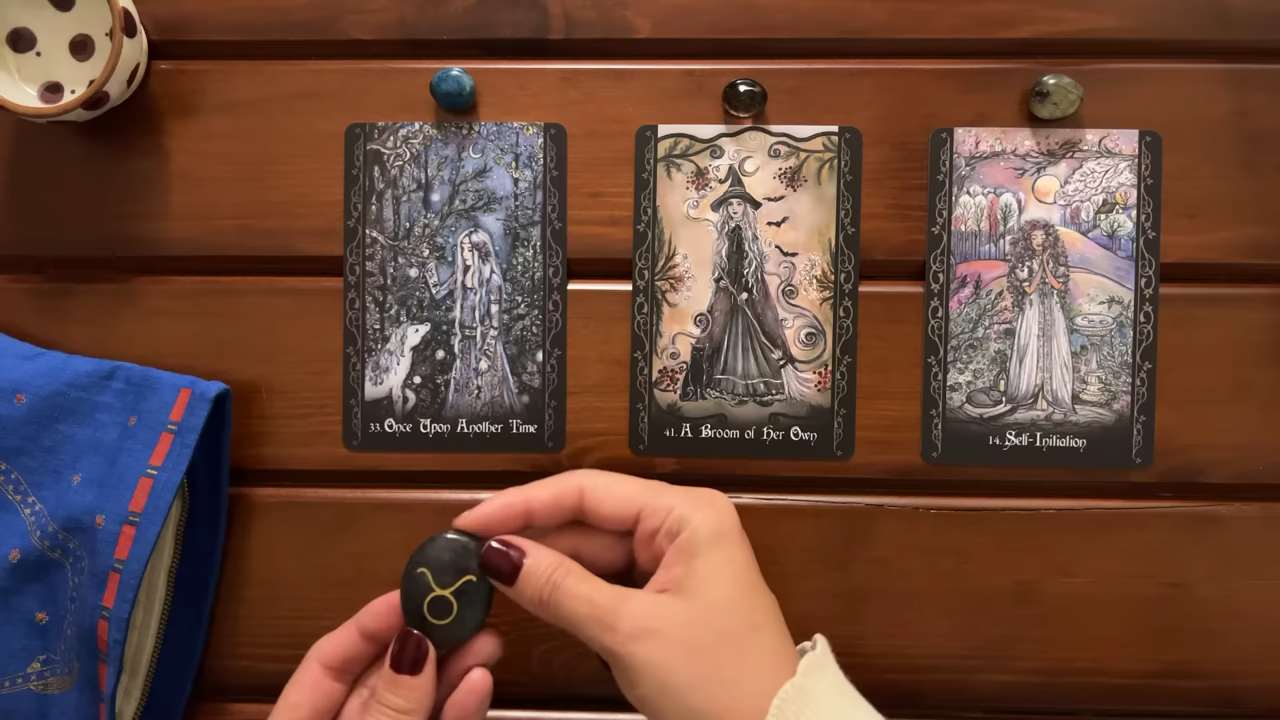 33. Once Upon Another Time
41. A Broom of Her Own
14. Self-Initiation